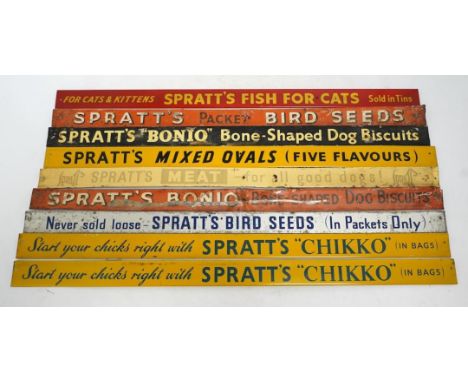 - FOR CATS & KITTENS SPRATT'S FISH FOR CATS Sold in Tins
SPRATT'S PACKET BIRD SEEDS
SPRATT'S "BONIO" Bone-Shaped Dog Biscuits
SPRATT'S MIXED OVALS (FIVE FLAVOURS)
SPRATT'S MEAT - for all good dogs!
SPRATT'S BONIO BONE-SHAPED DOG BISCUITS
Never sold loose - SPRATT'S BIRD SEEDS (In Packets Only)
Start your chicks right with SPRATT'S "CHIKKO" (IN BAGS)
Start your chicks right with SPRATT'S "CHIKKO" (IN BAGS)